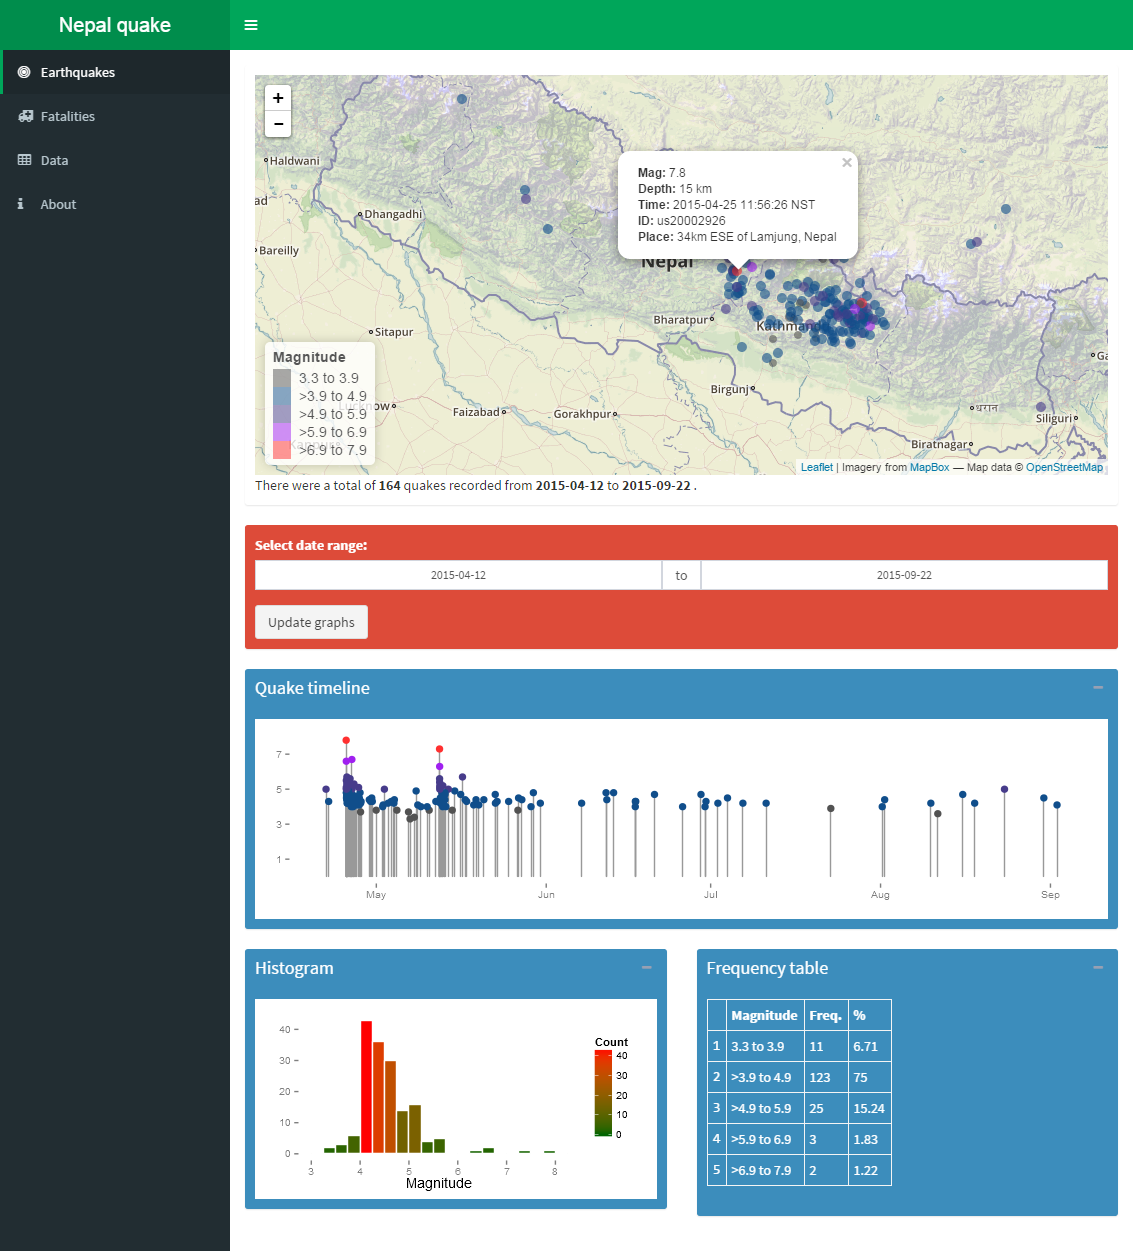 Nepal quake
Earthquakes
Fatalities
Data
About
+
−
Haldwani
ad
Dhangadhi
Bareilly
×
Mag: 7.8
Depth: 15 km
Time: 2015-04-25 11:56:26 NST
ID: us20002926
Place: 34km ESE of Lamjung, Nepal
Nepal
Bharatpur
Sitapur
Birgunj
Ga
Faizabad
Gorakhpur
धरान
Siliguri
Biratnagar
Magnitude
3.3 to 3.9
>3.9 to 4.9
>4.9 to 5.9
>5.9 to 6.9
>6.9 to 7.9
Leaflet | Imagery from MapBox — Map data © OpenStreetMap
There were a total of 164 quakes recorded from 2015-04-12 to 2015-09-22 .
Select date range:
2015-04-12 to 2015-09-22
Update graphs
Quake timeline
7
5
3
1
May Jun Jul Aug Sep
Histogram
40
30
20
10
0
3 4 5 6 7 8
Magnitude
Count
40
30
20
10
0
Frequency table
Magnitude Freq. %
1 3.3 to 3.9 11 6.71
2 >3.9 to 4.9 123 75
3 >4.9 to 5.9 25 15.24
4 >5.9 to 6.9 3 1.83
5 >6.9 to 7.9 2 1.22